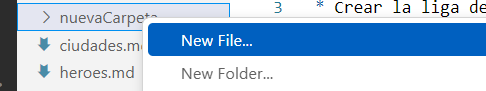 nuevaCarpeta
3 * Crear la liga de
New File...
ciudades.md
heroes.md
New Folder...